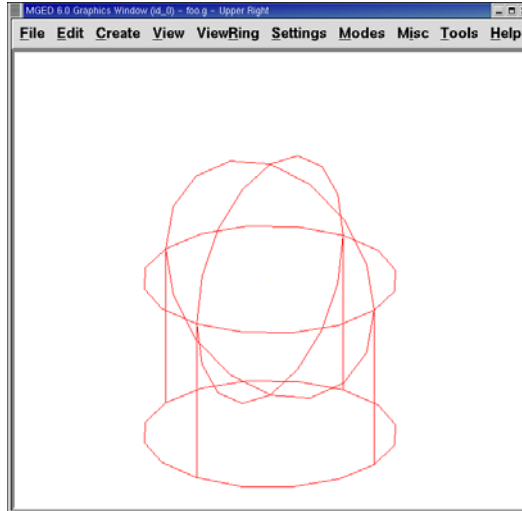 MGED 6.0 Graphics Window (id_0) - foo.g - Upper Right
File Edit Create View ViewRing Settings Modes Misc Tools Help